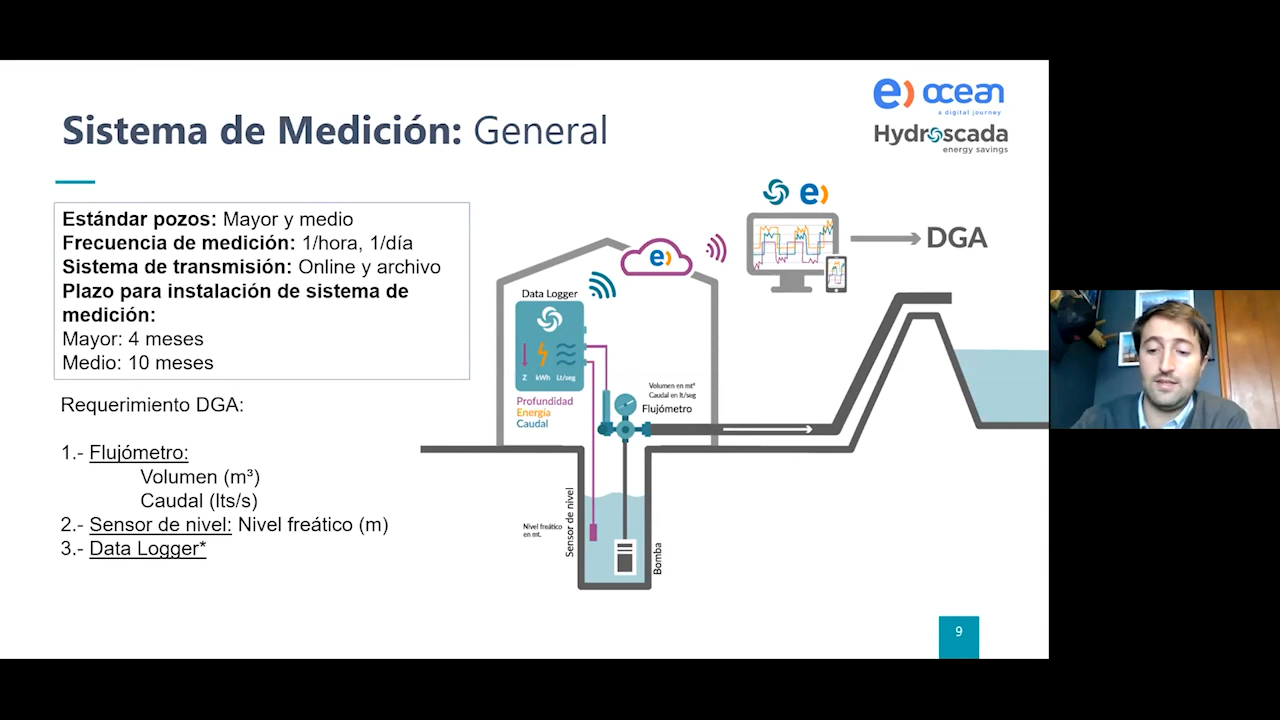 e) ocean
a digital journey
Hydroscada
energy savings
Sistema de Medición: General
Estándar pozos: Mayor y medio
Frecuencia de medición: 1/hora, 1/día
Sistema de transmisión: Online y archivo
Plazo para instalación de sistema de
medición:
Mayor: 4 meses
Medio: 10 meses
Requerimiento DGA:
1.- Flujómetro:
Volumen (m³)
Caudal (lts/s)
2.- Sensor de nivel: Nivel freático (m)
3.- Data Logger*
e)
e)
DGA
Data Logger
Z kWh Lt/seg
Profundidad
Energía
Caudal
Volumen en mt³
Caudal en lt/seg
Flujómetro
Sensor de nivel
Nivel freático
en mt.
Bomba
9